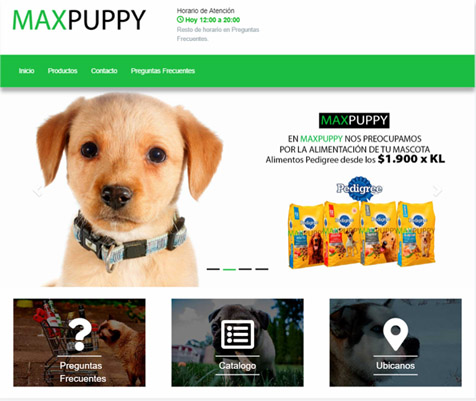 MAXPUPPY
Horario de Atención
Hoy 12:00 a 20:00
Resto de horario en Preguntas
Frecuentes.
Inicio Productos Contacto Preguntas Frecuentes
MAXPUPPY
EN MAXPUPPY NOS PREOCUPAMOS
POR LA ALIMENTACIÓN DE TU MASCOTA
Alimentos Pedigree desde los $1.900 x KL
Pedigree
Preguntas
Frecuentes
Catalogo
Ubicanos